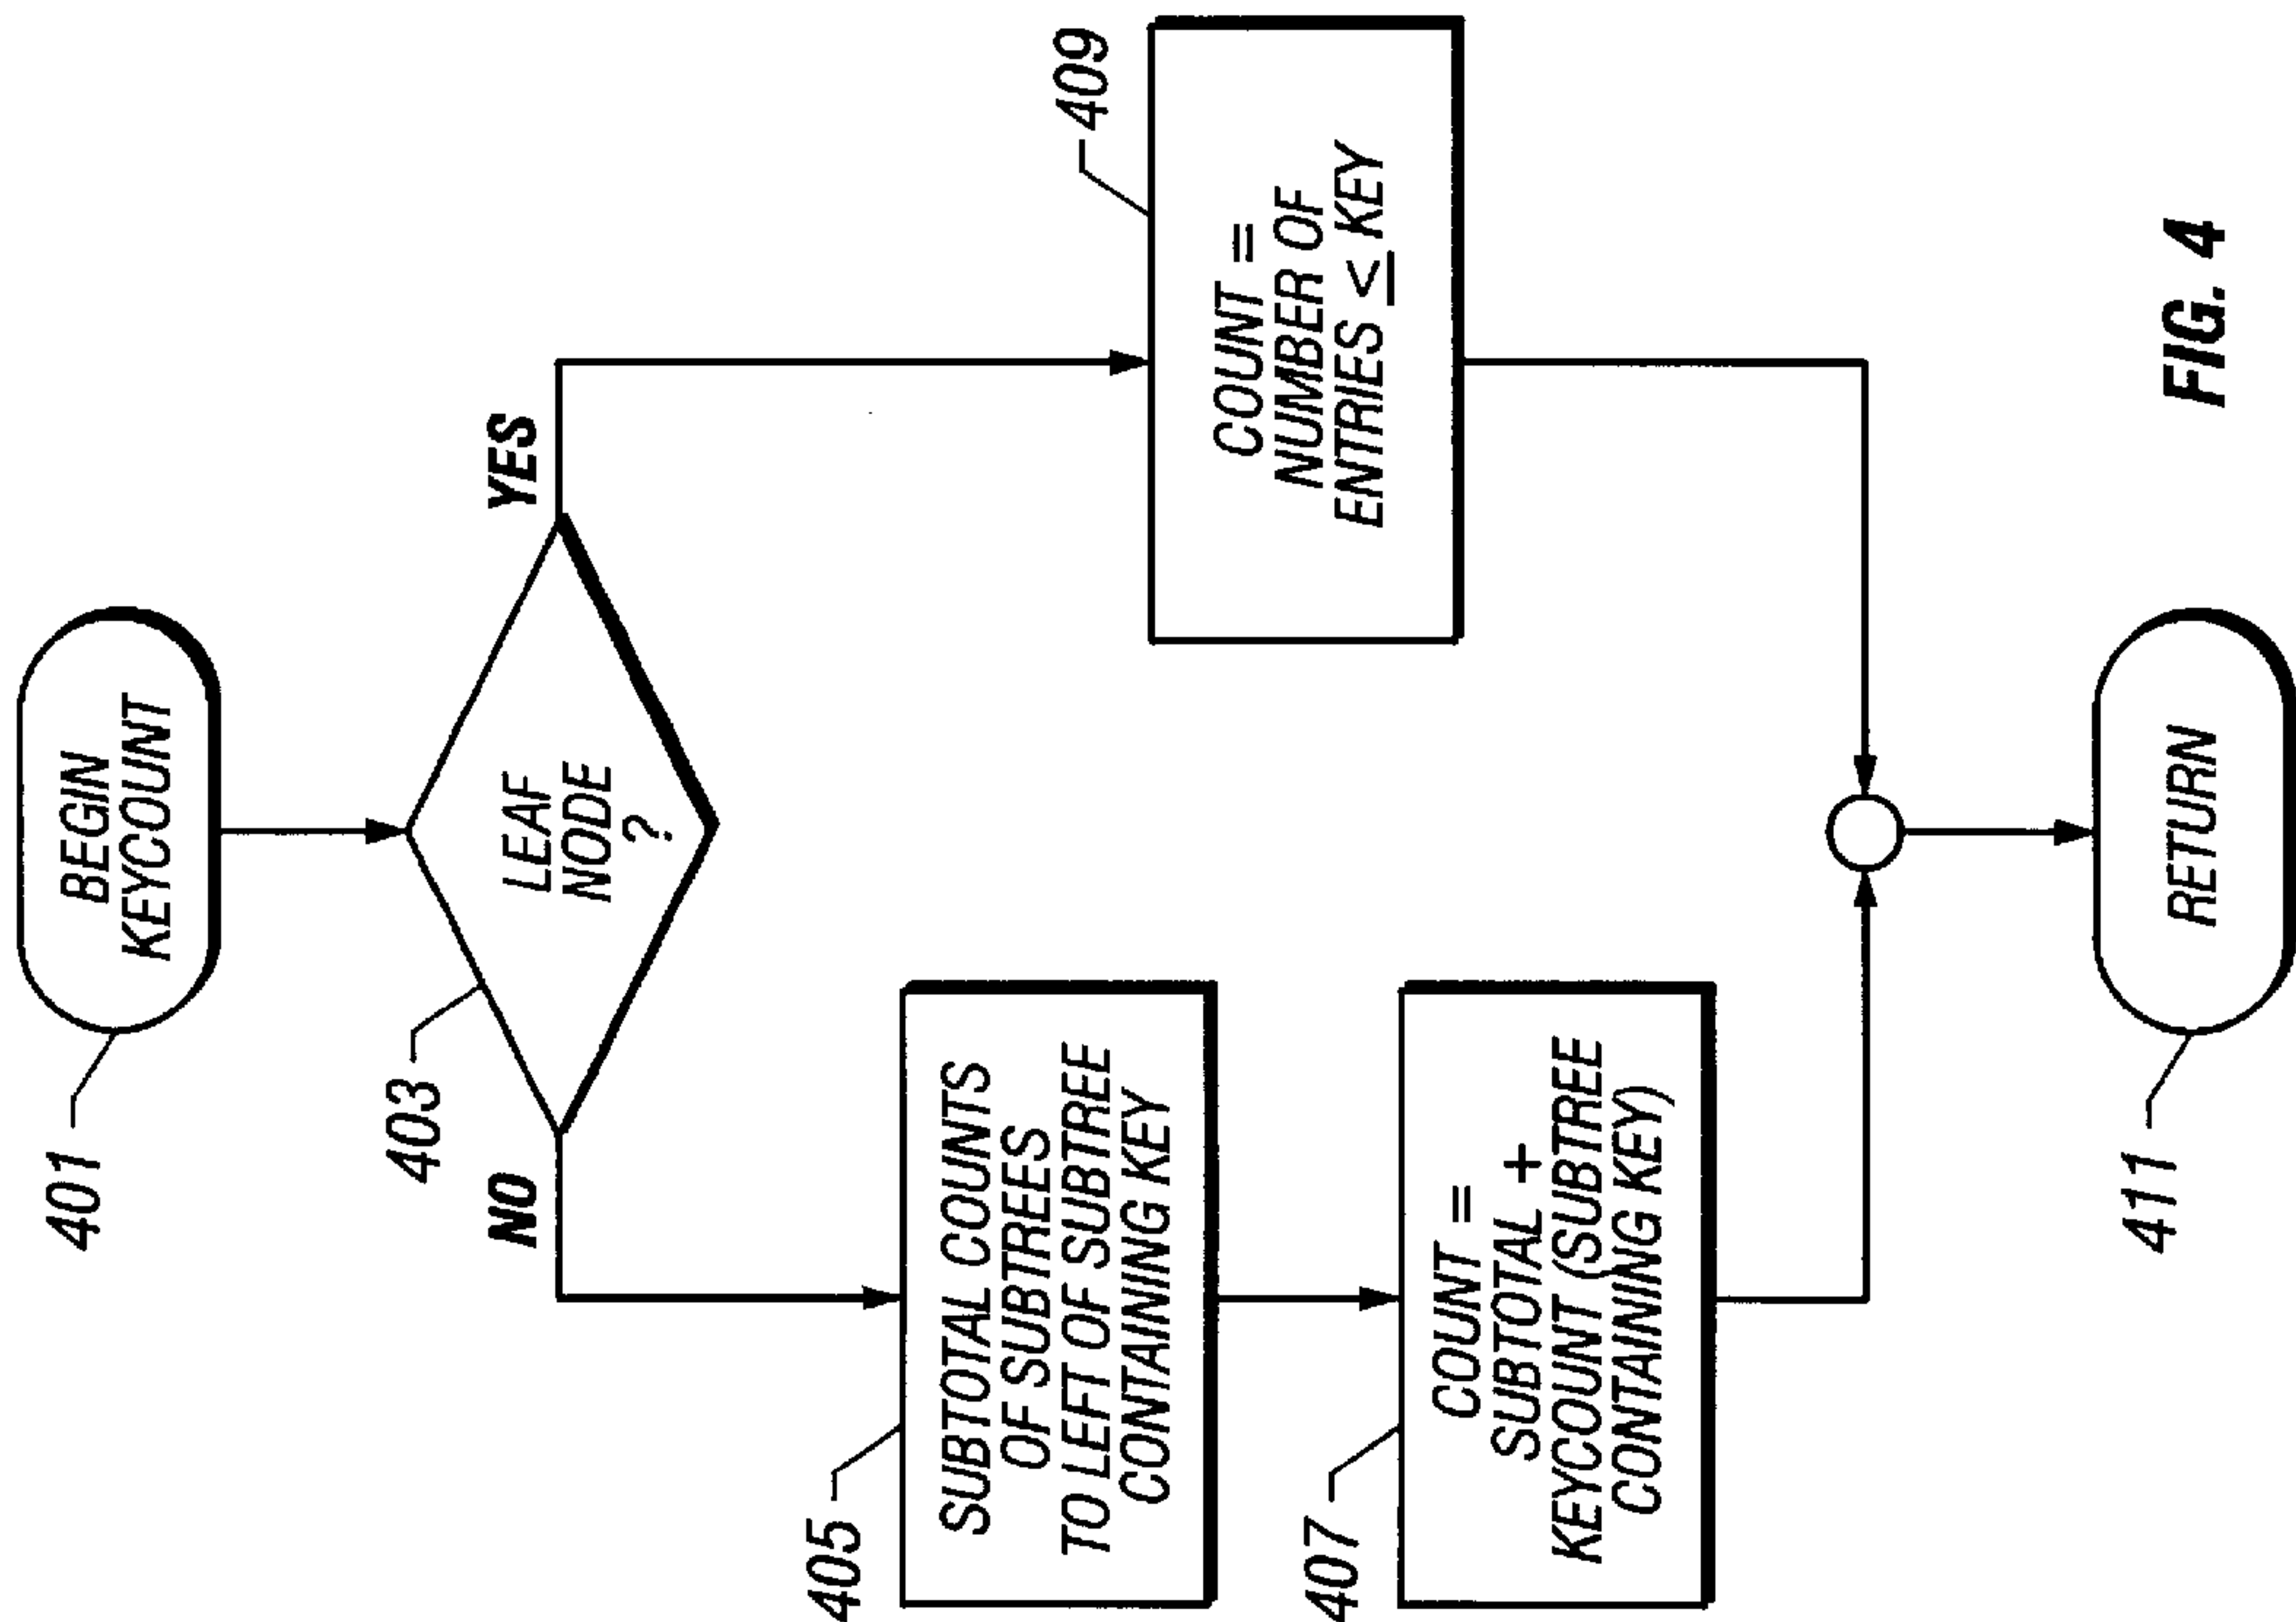 401
BEGIN
KEYCOUNT
403
LEAF
NODE
?
NO
YES
405
SUBTOTAL COUNTS
OF SUBTREES
TO LEFT OF SUBTREE
CONTAINING KEY
407
COUNT =
SUBTOTAL +
KEYCOUNT (SUBTREE
CONTAINING KEY)
409
COUNT =
NUMBER OF
ENTRIES ≤ KEY
411
RETURN
FIG. 4